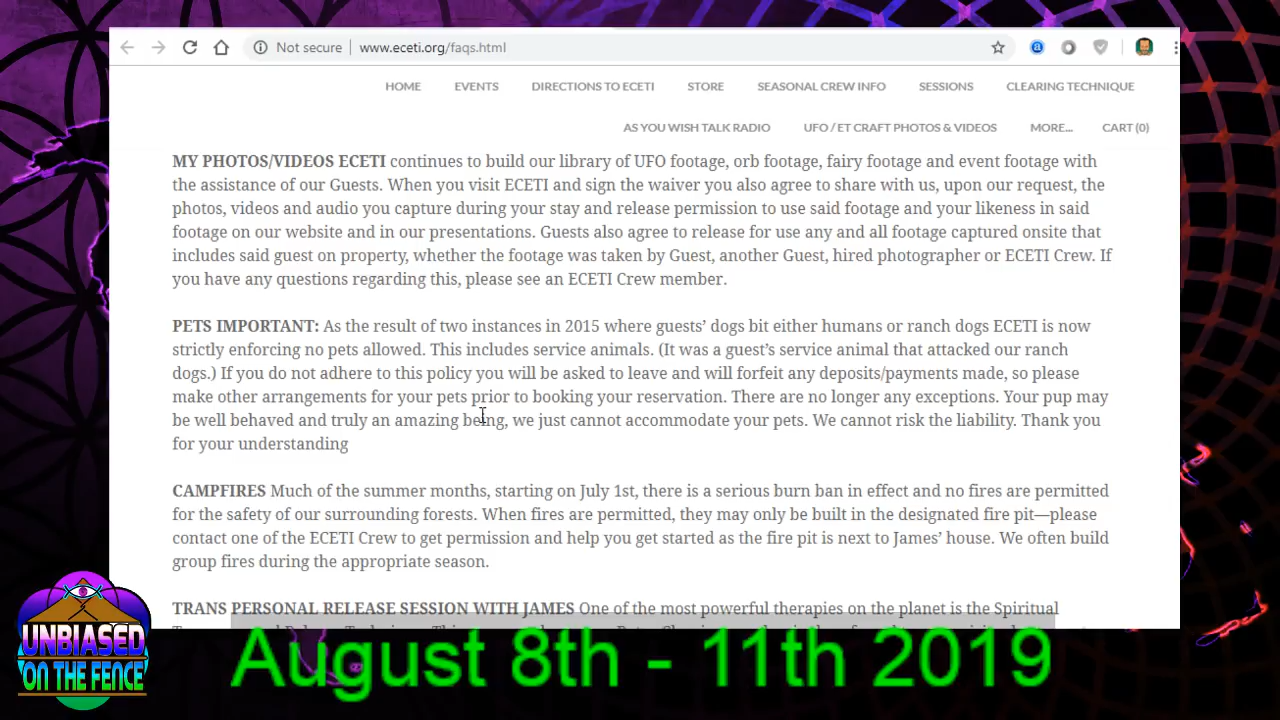 Not secure | www.eceti.org/faqs.html
HOME EVENTS DIRECTIONS TO ECETI STORE SEASONAL CREW INFO SESSIONS CLEARING TECHNIQUE
AS YOU WISH TALK RADIO UFO / ET CRAFT PHOTOS & VIDEOS MORE... CART (0)
MY PHOTOS/VIDEOS ECETI continues to build our library of UFO footage, orb footage, fairy footage and event footage with
the assistance of our Guests. When you visit ECETI and sign the waiver you also agree to share with us, upon our request, the
photos, videos and audio you capture during your stay and release permission to use said footage and your likeness in said
footage on our website and in our presentations. Guests also agree to release for use any and all footage captured onsite that
includes said guest on property, whether the footage was taken by Guest, another Guest, hired photographer or ECETI Crew. If
you have any questions regarding this, please see an ECETI Crew member.
PETS IMPORTANT: As the result of two instances in 2015 where guests’ dogs bit either humans or ranch dogs ECETI is now
strictly enforcing no pets allowed. This includes service animals. (It was a guest’s service animal that attacked our ranch
dogs.) If you do not adhere to this policy you will be asked to leave and will forfeit any deposits/payments made, so please
make other arrangements for your pets prior to booking your reservation. There are no longer any exceptions. Your pup may
be well behaved and truly an amazing being, we just cannot accommodate your pets. We cannot risk the liability. Thank you
for your understanding
CAMPFIRES Much of the summer months, starting on July 1st, there is a serious burn ban in effect and no fires are permitted
for the safety of our surrounding forests. When fires are permitted, they may only be built in the designated fire pit—please
contact one of the ECETI Crew to get permission and help you get started as the fire pit is next to James’ house. We often build
group fires during the appropriate season.
TRANS PERSONAL RELEASE SESSION WITH JAMES One of the most powerful therapies on the planet is the Spiritual
UNBIASED
ON THE FENCE
August 8th - 11th 2019